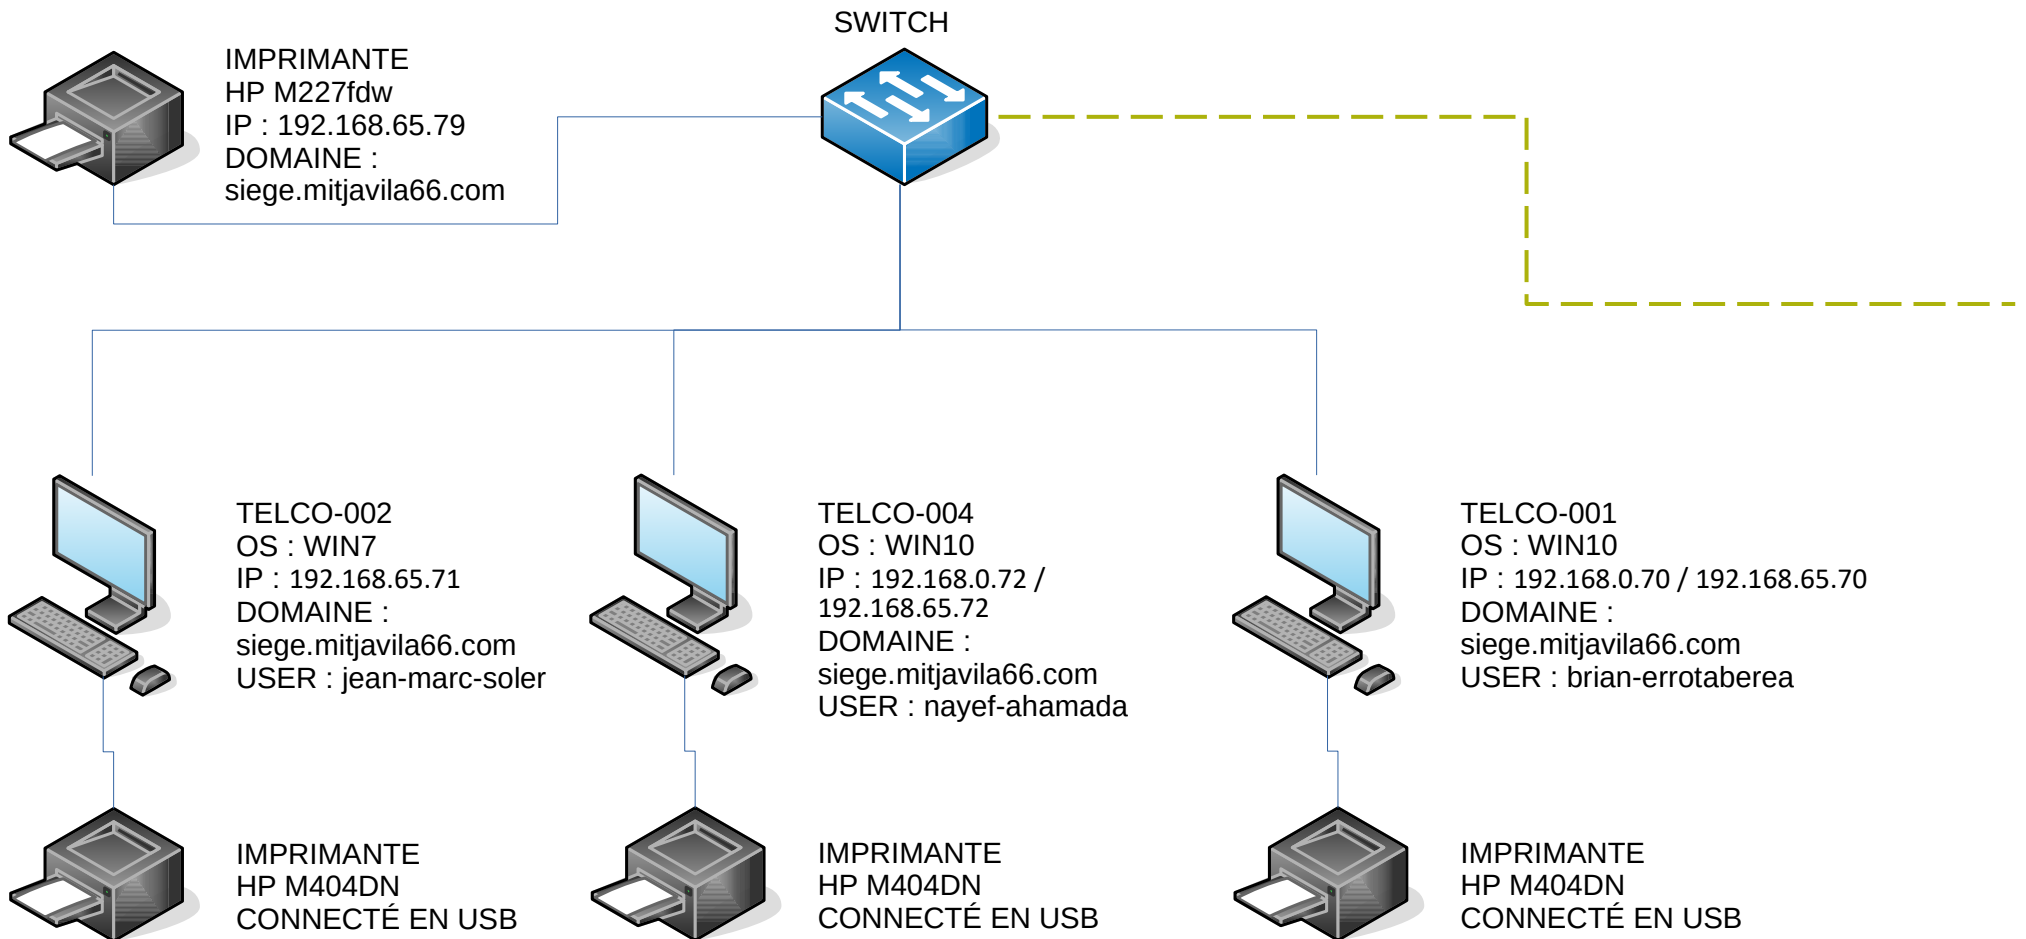 SWITCH
IMPRIMANTE
HP M227fdw
IP : 192.168.65.79
DOMAINE :
siege.mitjavila66.com
TELCO-002
OS : WIN7
IP : 192.168.65.71
DOMAINE :
siege.mitjavila66.com
USER : jean-marc-soler
TELCO-004
OS : WIN10
IP : 192.168.0.72 /
192.168.65.72
DOMAINE :
siege.mitjavila66.com
USER : nayef-ahamada
TELCO-001
OS : WIN10
IP : 192.168.0.70 / 192.168.65.70
DOMAINE :
siege.mitjavila66.com
USER : brian-errotaberea
IMPRIMANTE
HP M404DN
CONNECTÉ EN USB
IMPRIMANTE
HP M404DN
CONNECTÉ EN USB
IMPRIMANTE
HP M404DN
CONNECTÉ EN USB